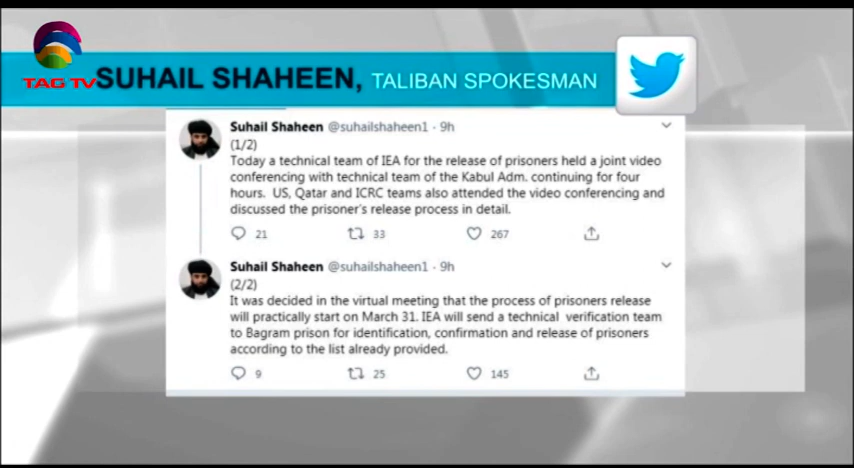 TAG TV
SUHAIL SHAHEEN, TALIBAN SPOKESMAN
Suhail Shaheen @suhailshaheen1 · 9h
(1/2)
Today a technical team of IEA for the release of prisoners held a joint video
conferencing with technical team of the Kabul Adm. continuing for four
hours. US, Qatar and ICRC teams also attended the video conferencing and
discussed the prisoner's release process in detail.
21 33 267
Suhail Shaheen @suhailshaheen1 · 9h
(2/2)
It was decided in the virtual meeting that the process of prisoners release
will practically start on March 31. IEA will send a technical verification team
to Bagram prison for identification, confirmation and release of prisoners
according to the list already provided.
9 25 145